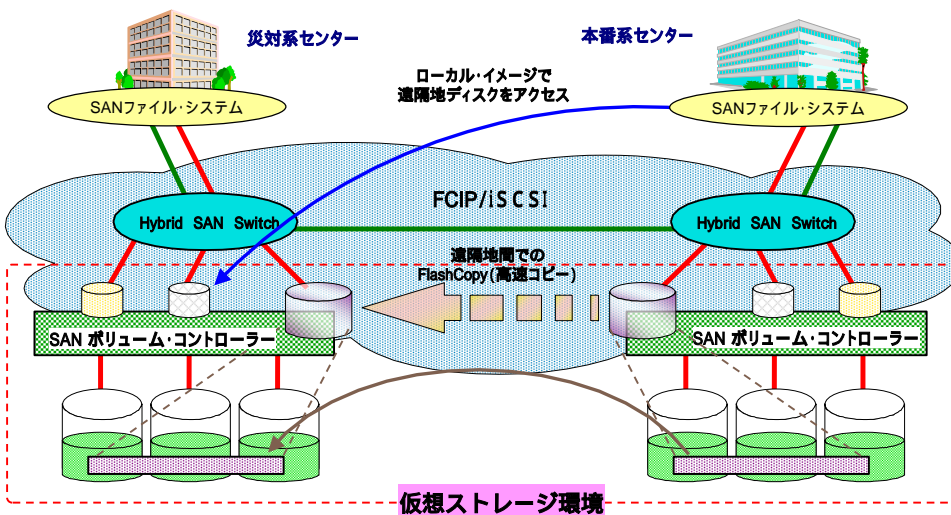 災対系センター
本番系センター
ローカル・イメージで
遠隔地ディスクをアクセス
SANファイル・システム
SANファイル・システム
FCIP/iSCSI
Hybrid SAN Switch
Hybrid SAN Switch
遠隔地間での
FlashCopy(高速コピー)
SAN ボリューム・コントローラー
SAN ボリューム・コントローラー
仮想ストレージ環境